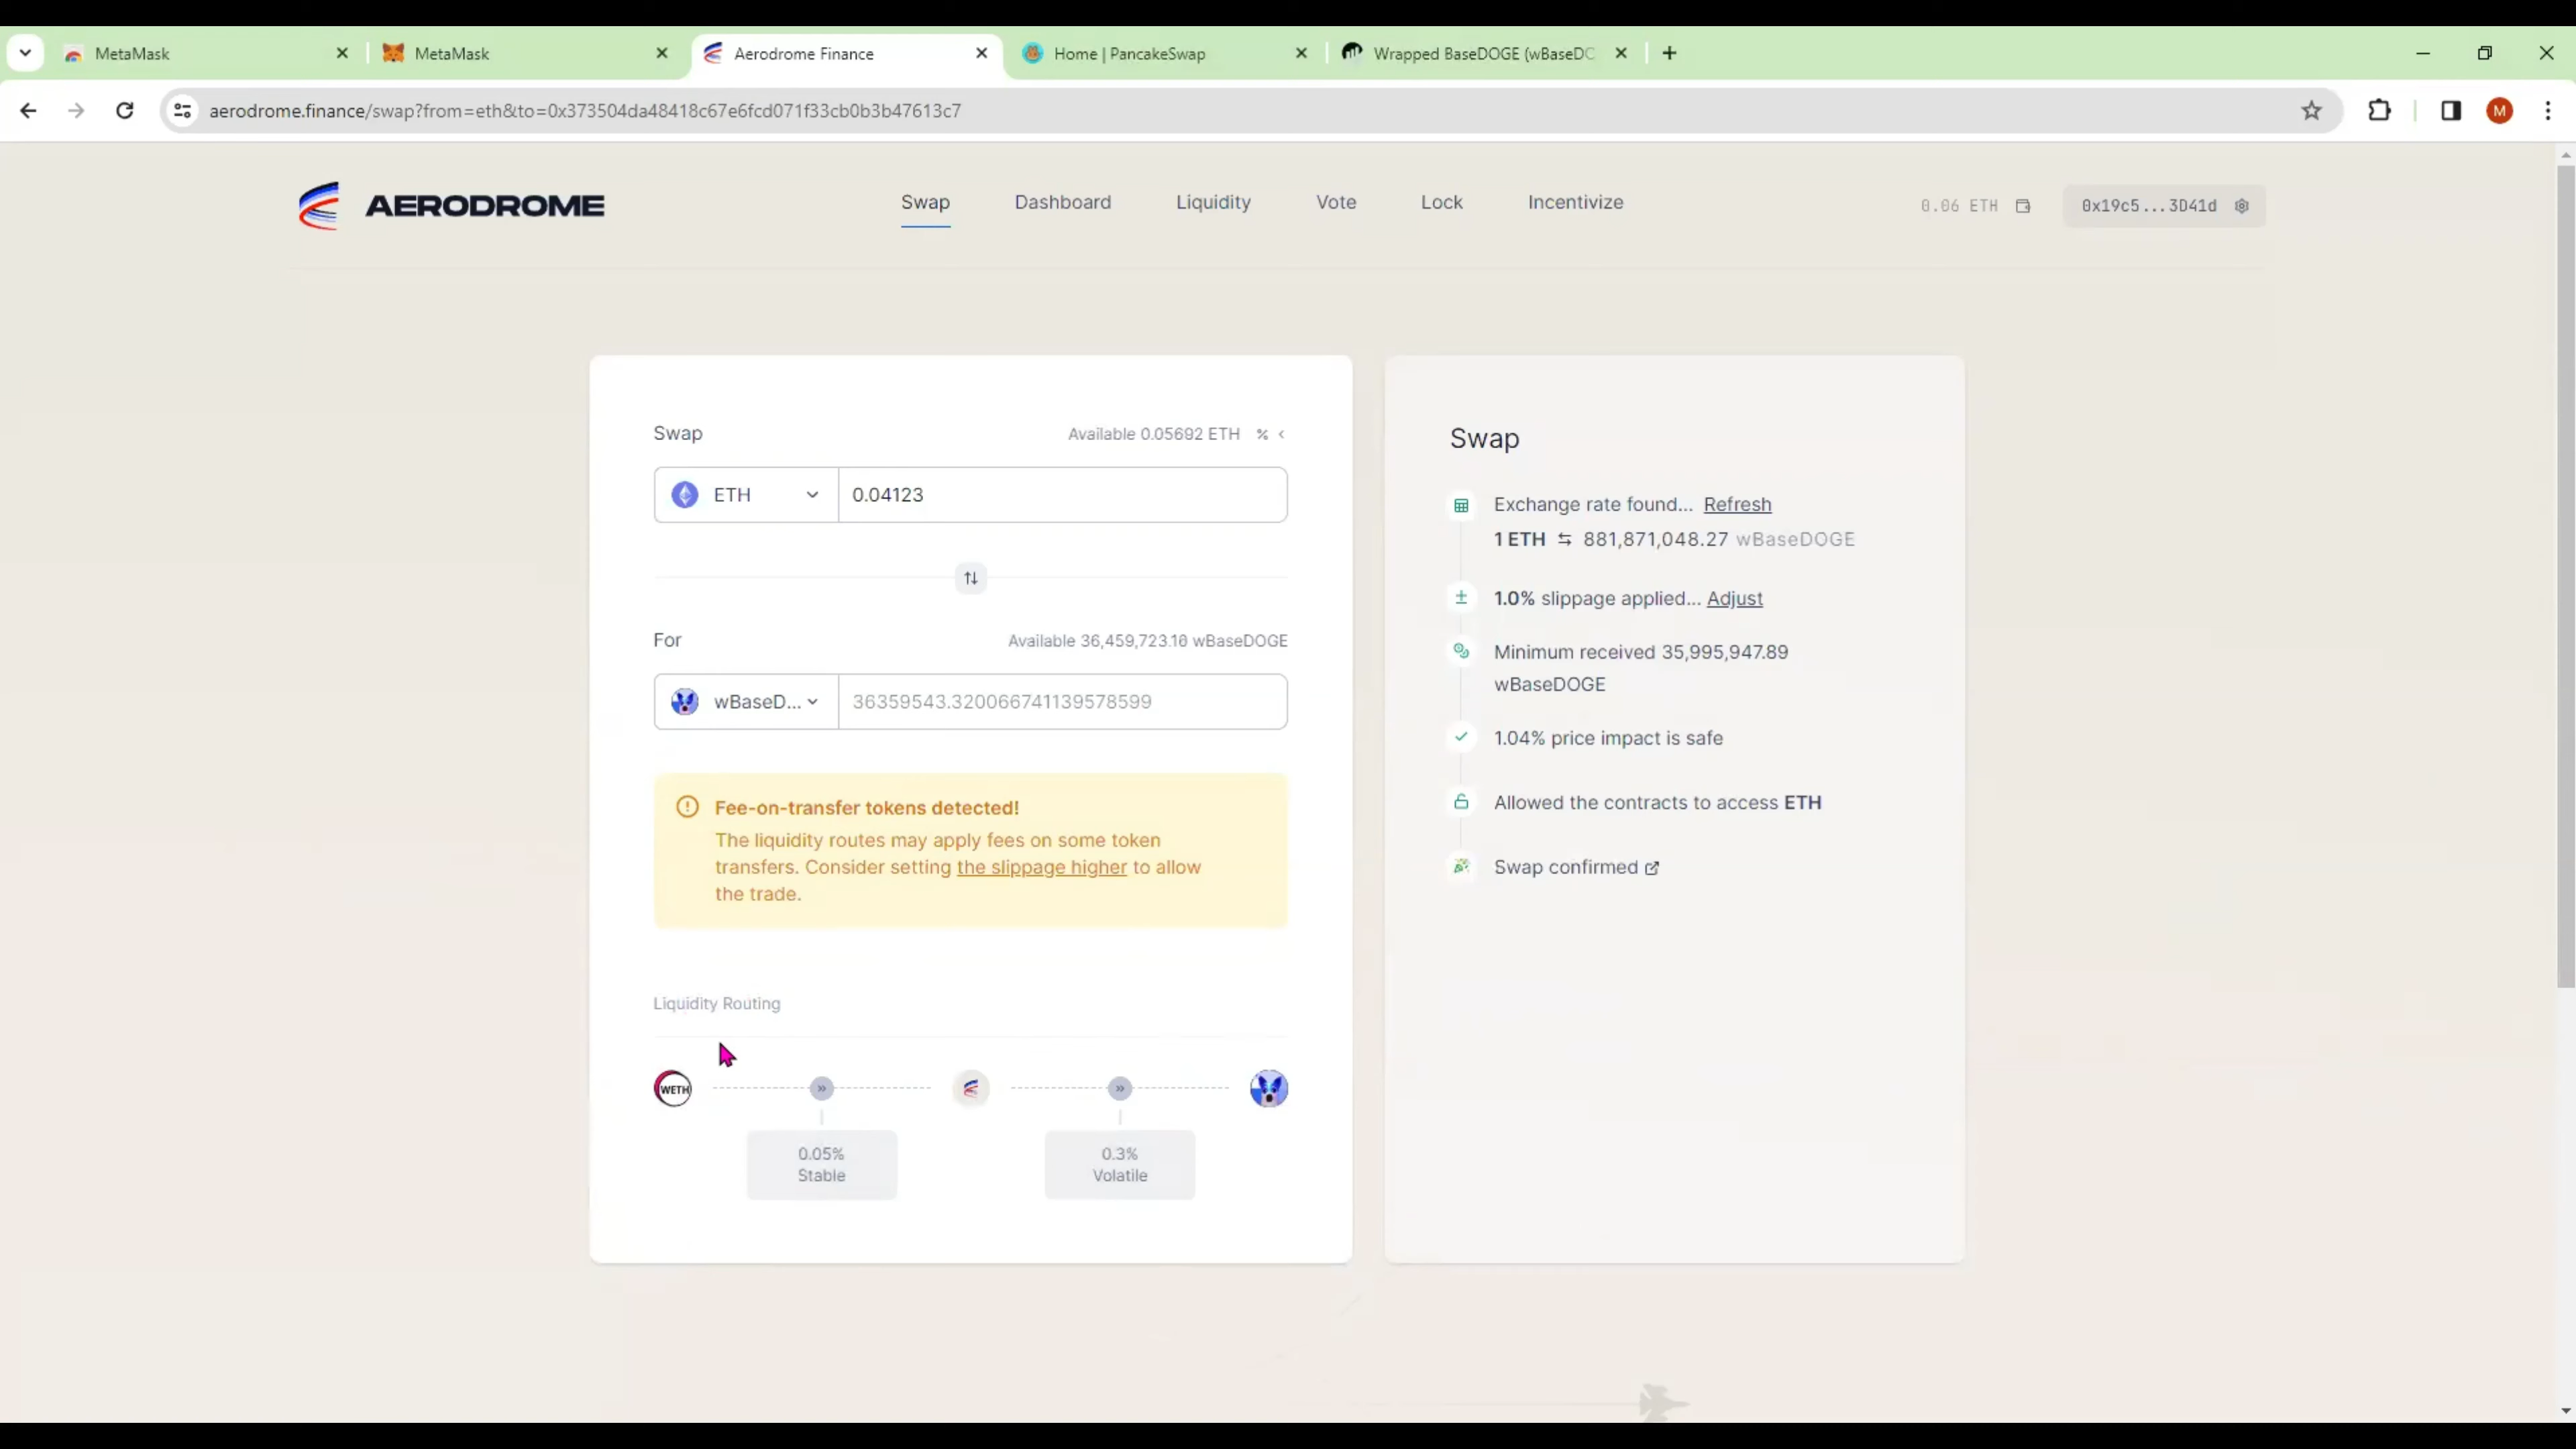 MetaMask
MetaMask
Aerodrome Finance
Home | PancakeSwap
Wrapped BaseDOGE (wBaseDO
aerodrome.finance/swap?from=eth&to=0x373504da48418c67e6fcd071f33cb0b3b47613c7
M
AERODROME
Swap
Dashboard
Liquidity
Vote
Lock
Incentivize
0.06 ETH
0x19c5...3D41d
Swap
Available 0.05692 ETH %
ETH
0.04123
For
Available 36,459,723.10 wBaseDOGE
wBaseD...
36359543.320066741139578599
Fee-on-transfer tokens detected!
The liquidity routes may apply fees on some token
transfers. Consider setting the slippage higher to allow
the trade.
Liquidity Routing
WETH
0.05%
Stable
0.3%
Volatile
Swap
Exchange rate found... Refresh
1 ETH ⇆ 881,871,048.27 wBaseDOGE
1.0% slippage applied... Adjust
Minimum received 35,995,947.89
wBaseDOGE
1.04% price impact is safe
Allowed the contracts to access ETH
Swap confirmed